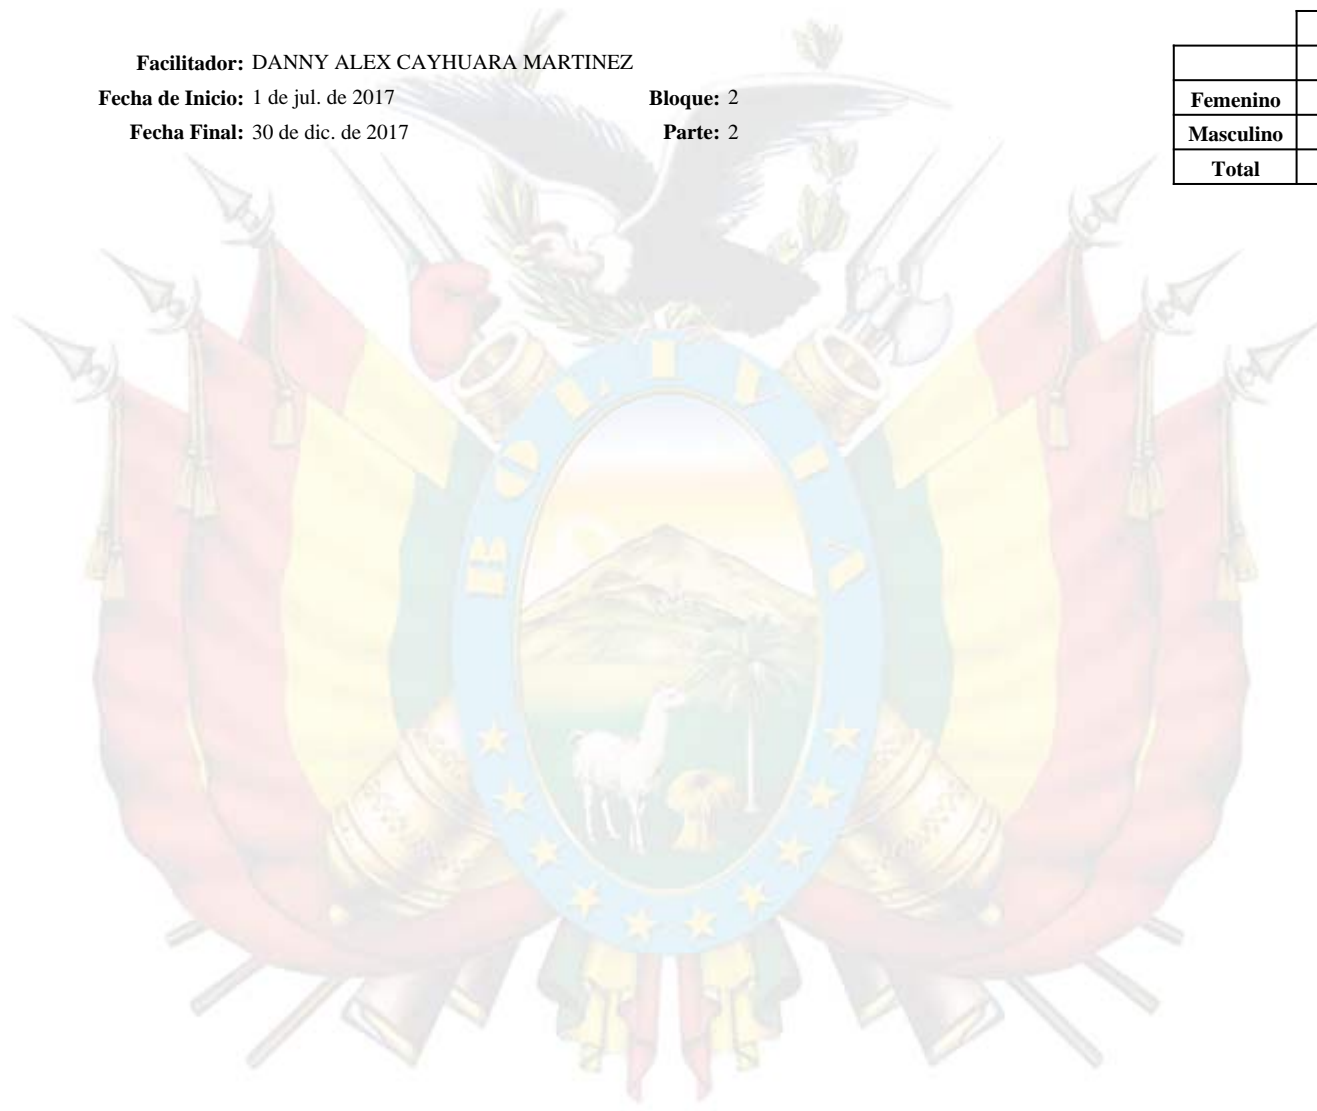 Facilitador: DANNY ALEX CAYHUARA MARTINEZ
Fecha de Inicio: 1 de jul. de 2017 Bloque: 2
Fecha Final: 30 de dic. de 2017 Parte: 2
Femenino
Masculino
Total
BOLIVIA